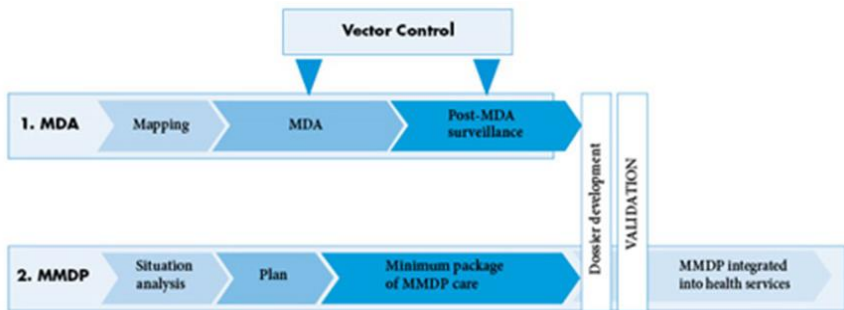 Vector Control
1. MDA
Mapping
MDA
Post-MDA
surveillance
Dossier development
VALIDATION
2. MMDP
Situation
analysis
Plan
Minimum package
of MMDP care
MMDP integrated
into health services